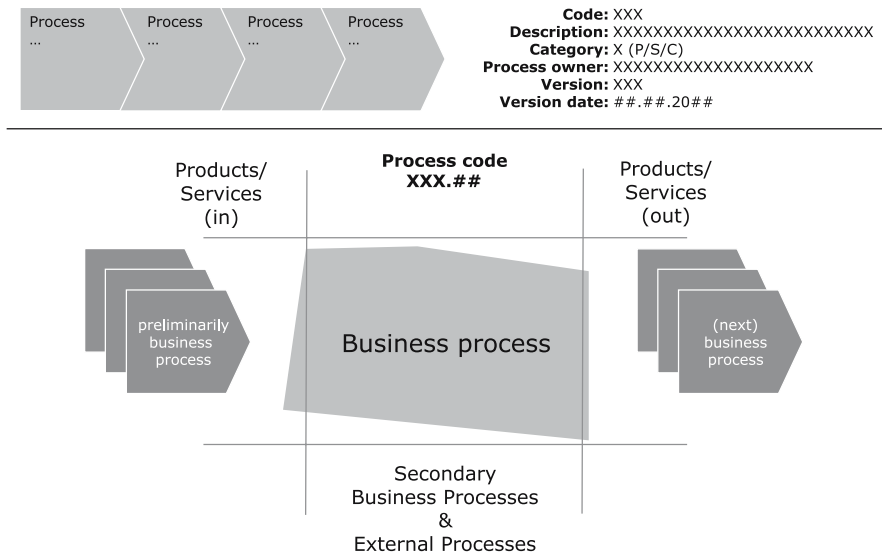 Process
...
Process
...
Process
...
Process
...
Code: XXX
Description: XXXXXXXXXXXXXXXXXXXXXXXXXX
Category: X (P/S/C)
Process owner: XXXXXXXXXXXXXXXXXXXX
Version: XXX
Version date: ##.##.20##
Products/
Services
(in)
Process code
XXX.##
Products/
Services
(out)
preliminarily
business
process
Business process
(next)
business
process
Secondary
Business Processes
&
External Processes